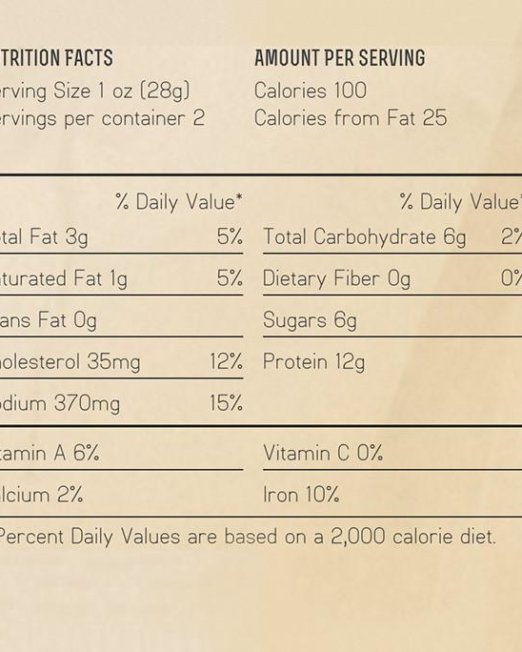 TRITION FACTS
AMOUNT PER SERVING
rving Size 1 oz (28g)
Calories 100
rvings per container 2
Calories from Fat 25
% Daily Value*
% Daily Value*
tal Fat 3g 5%
Total Carbohydrate 6g 2%
turated Fat 1g 5%
Dietary Fiber 0g 0%
ans Fat 0g
Sugars 6g
olesterol 35mg 12%
Protein 12g
dium 370mg 15%
tamin A 6%
Vitamin C 0%
lcium 2%
Iron 10%
Percent Daily Values are based on a 2,000 calorie diet.